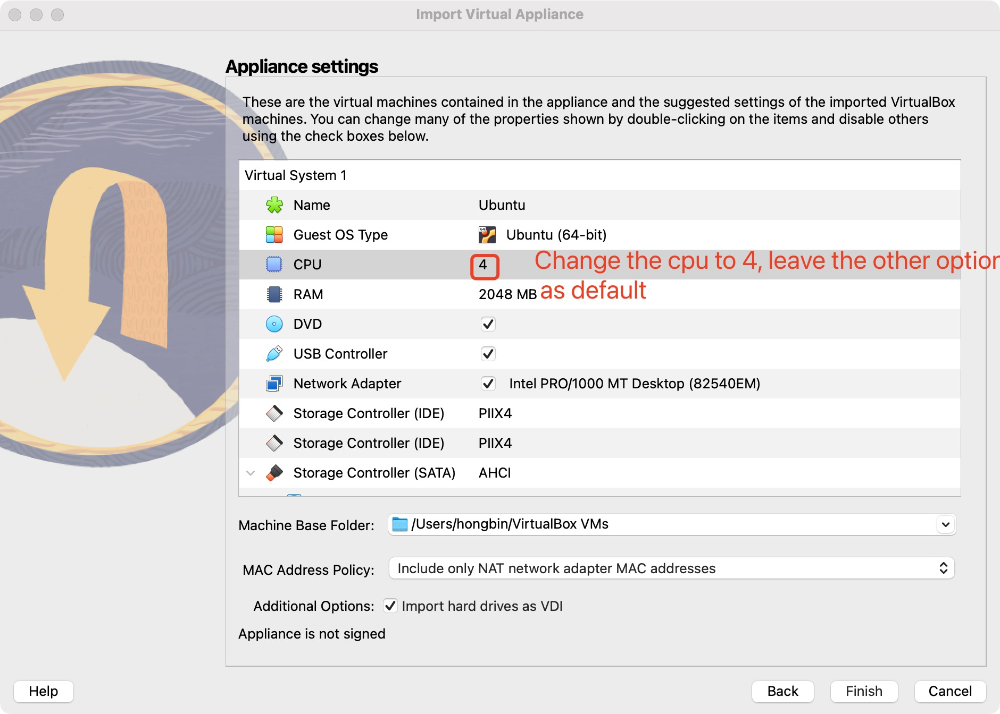 Import Virtual Appliance
Appliance settings
These are the virtual machines contained in the appliance and the suggested settings of the imported VirtualBox
machines. You can change many of the properties shown by double-clicking on the items and disable others
using the check boxes below.
Virtual System 1
Name Ubuntu
Guest OS Type 64 Ubuntu (64-bit)
CPU 4 Change the cpu to 4, leave the other option
RAM 2048 MB as default
DVD
USB Controller
Network Adapter Intel PRO/1000 MT Desktop (82540EM)
Storage Controller (IDE) PIIX4
Storage Controller (IDE) PIIX4
Storage Controller (SATA) AHCI
Machine Base Folder: /Users/hongbin/VirtualBox VMs
MAC Address Policy: Include only NAT network adapter MAC addresses
Additional Options: Import hard drives as VDI
Appliance is not signed
Help Back Finish Cancel